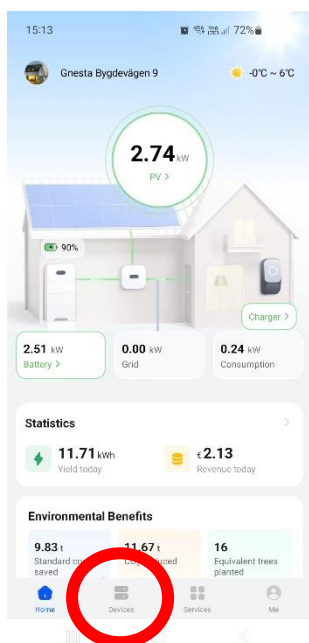 15:13
72%
Gnesta Bygdevägen 9
-0℃ ~ 6℃
2.74 kW
PV >
90%
Charger >
2.51 kW
Battery >
0.00 kW
Grid
0.24 kW
Consumption
Statistics
11.71 kWh
Yield today
€ 2.13
Revenue today
Environmental Benefits
9.83 t
Standard
saved
11.67 t
16
Equivalent trees
planted
Home
Devices
Services
Me